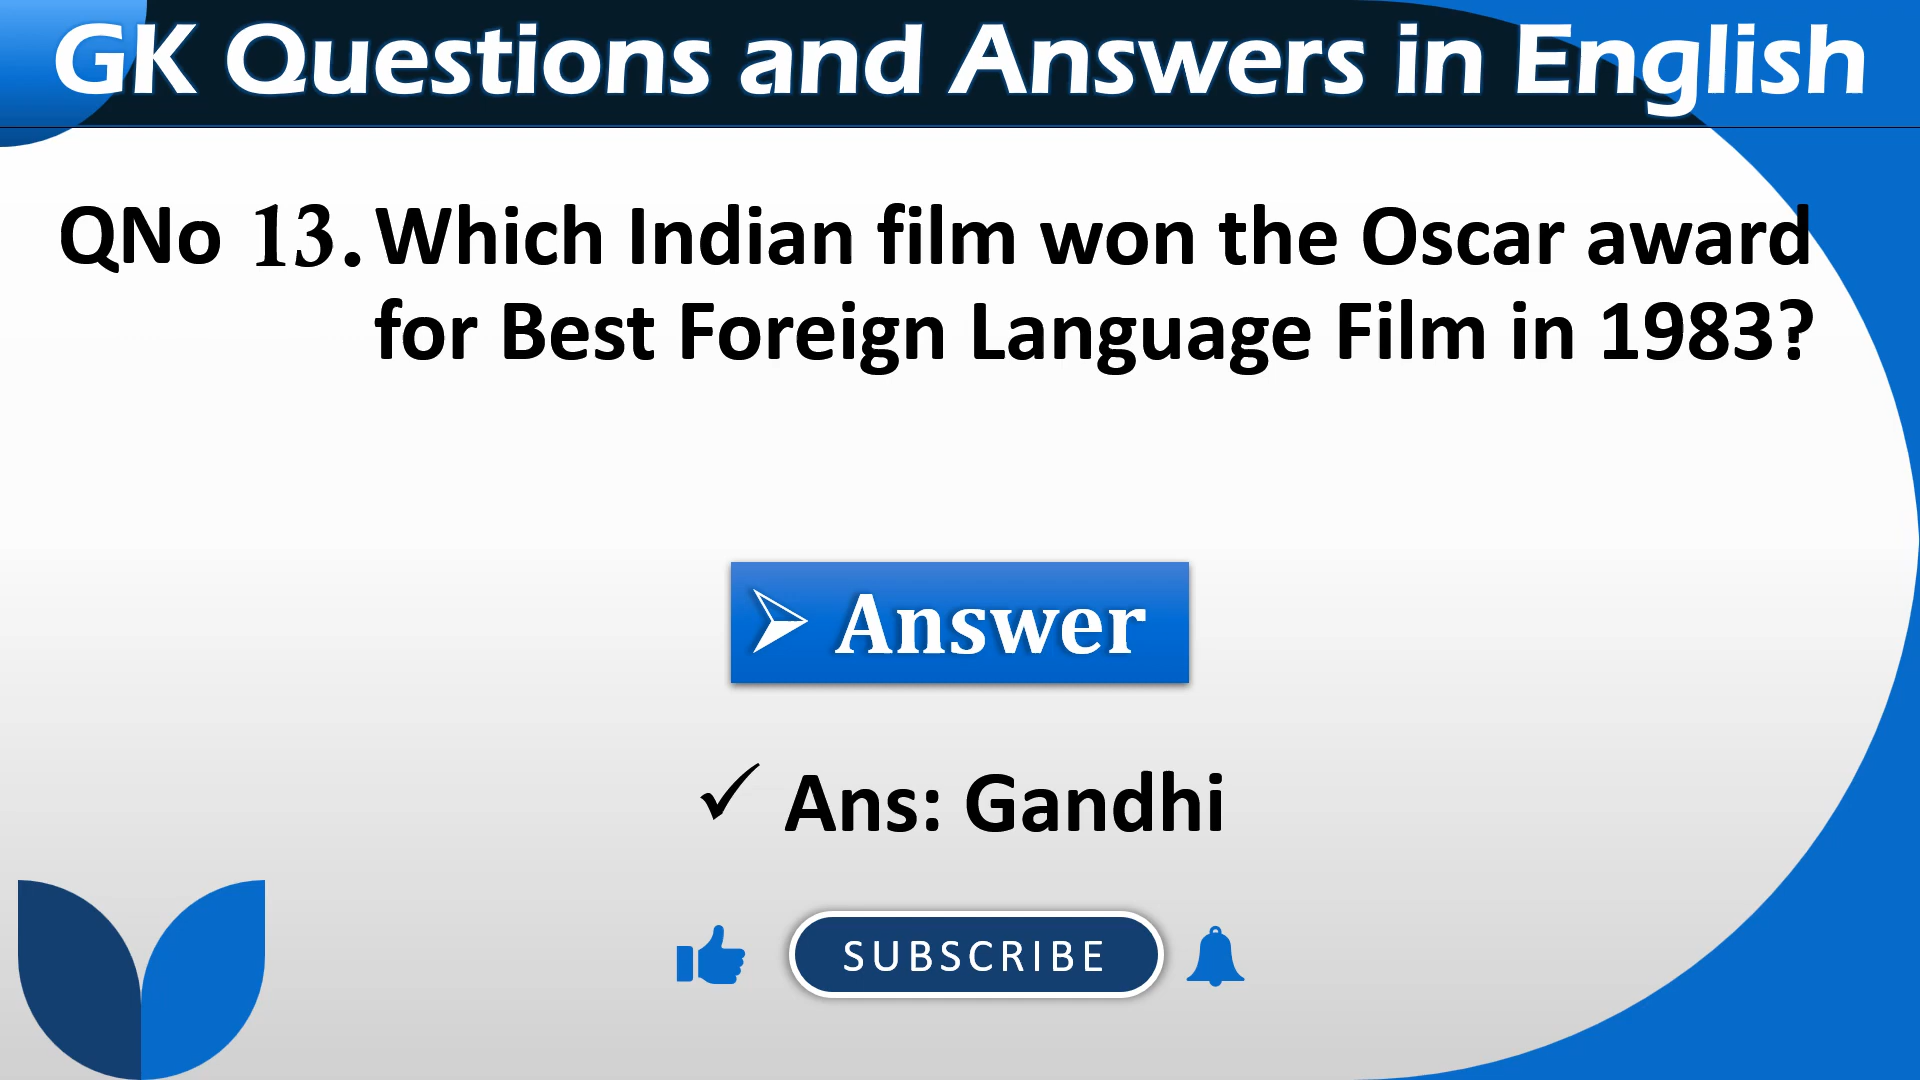 GK Questions and Answers in English
QNo 13. Which Indian film won the Oscar award
for Best Foreign Language Film in 1983?
Answer
Ans: Gandhi
SUBSCRIBE